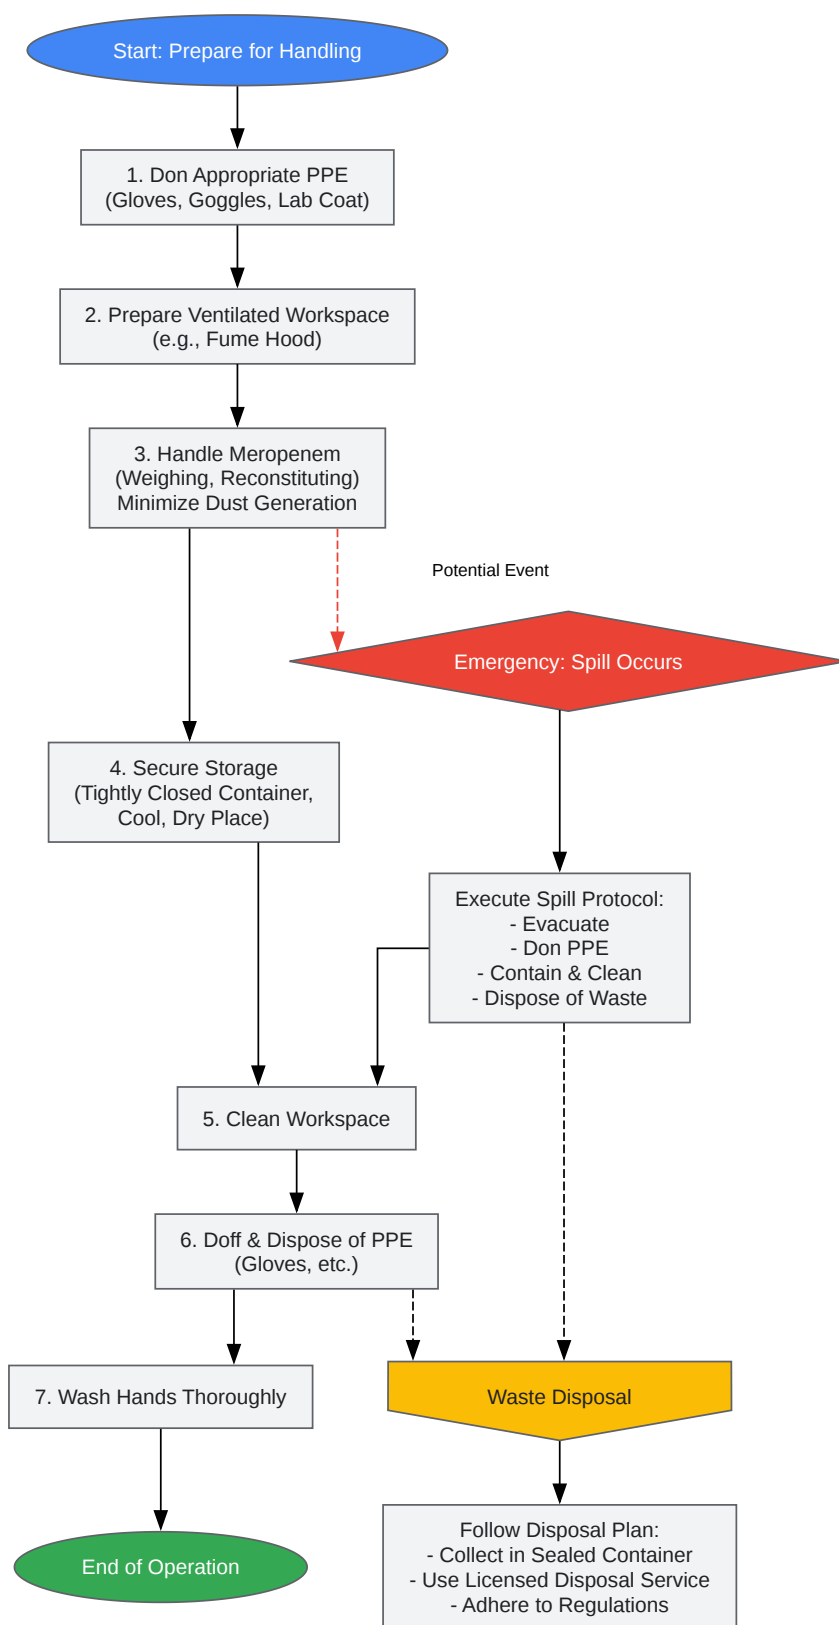 Start: Prepare for Handling
1. Don Appropriate PPE
(Gloves, Goggles, Lab Coat)
2. Prepare Ventilated Workspace
(e.g., Fume Hood)
3. Handle Meropenem
(Weighing, Reconstituting)
Minimize Dust Generation
Potential Event
Emergency: Spill Occurs
4. Secure Storage
(Tightly Closed Container,
Cool, Dry Place)
Execute Spill Protocol:
- Evacuate
- Don PPE
- Contain & Clean
- Dispose of Waste
5. Clean Workspace
6. Doff & Dispose of PPE
(Gloves, etc.)
7. Wash Hands Thoroughly
Waste Disposal
End of Operation
Follow Disposal Plan:
- Collect in Sealed Container
- Use Licensed Disposal Service
- Adhere to Regulations